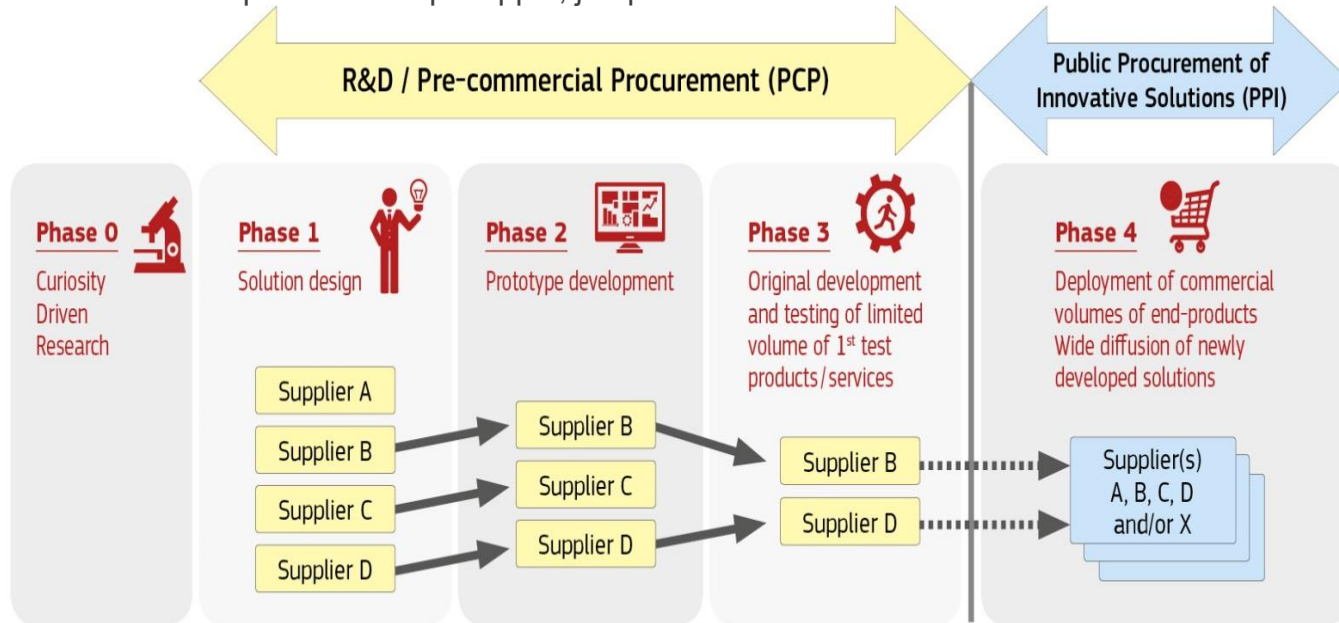 R&D / Pre-commercial Procurement (PCP)
Public Procurement of
Innovative Solutions (PPI)
Phase 0
Curiosity
Driven
Research
Phase 1
Solution design
Supplier A
Supplier B
Supplier C
Supplier D
Phase 2
Prototype development
Supplier B
Supplier C
Supplier D
Phase 3
Original development
and testing of limited
volume of 1st test
products/services
Supplier B
Supplier D
Phase 4
Deployment of commercial
volumes of end-products
Wide diffusion of newly
developed solutions
Supplier(s)
A, B, C, D
and/or X